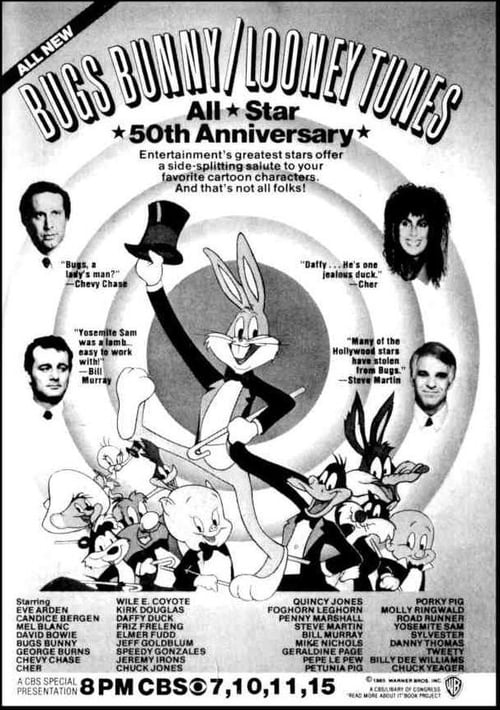 ALL NEW
BUGS BUNNY/LOONEY TUNES
All ★ Star
★50th Anniversary★
Entertainment's greatest stars offer
a side-splitting salute to your
favorite cartoon characters.
And that's not all folks!
"Bugs, a
lady's man?"
—Chevy Chase
"Daffy...He's one
jealous duck."
—Cher
"Yosemite Sam
was a lamb...
easy to work
with!"
—Bill
Murray
"Many of the
Hollywood stars
have stolen
from Bugs."
—Steve Martin
Starring
EVE ARDEN
CANDICE BERGEN
MEL BLANC
DAVID BOWIE
BUGS BUNNY
GEORGE BURNS
CHEVY CHASE
CHER
WILE E. COYOTE
KIRK DOUGLAS
DAFFY DUCK
FRIZ FRELENG
ELMER FUDD
JEFF GOLDBLUM
SPEEDY GONZALES
JEREMY IRONS
CHUCK JONES
QUINCY JONES
FOGHORN LEGHORN
PENNY MARSHALL
STEVE MARTIN
BILL MURRAY
MIKE NICHOLS
GERALDINE PAGE
PEPE LE PEW
PETUNIA PIG
PORKY PIG
MOLLY RINGWALD
ROAD RUNNER
YOSEMITE SAM
SYLVESTER
DANNY THOMAS
TWEETY
BILLY DEE WILLIAMS
CHUCK YEAGER
A CBS SPECIAL
PRESENTATION
8PM CBS 7,10,11,15
WARNER BROS. INC.
A CBS/LIBRARY OF CONGRESS
"READ MORE ABOUT IT" BOOK PROJECT
WB